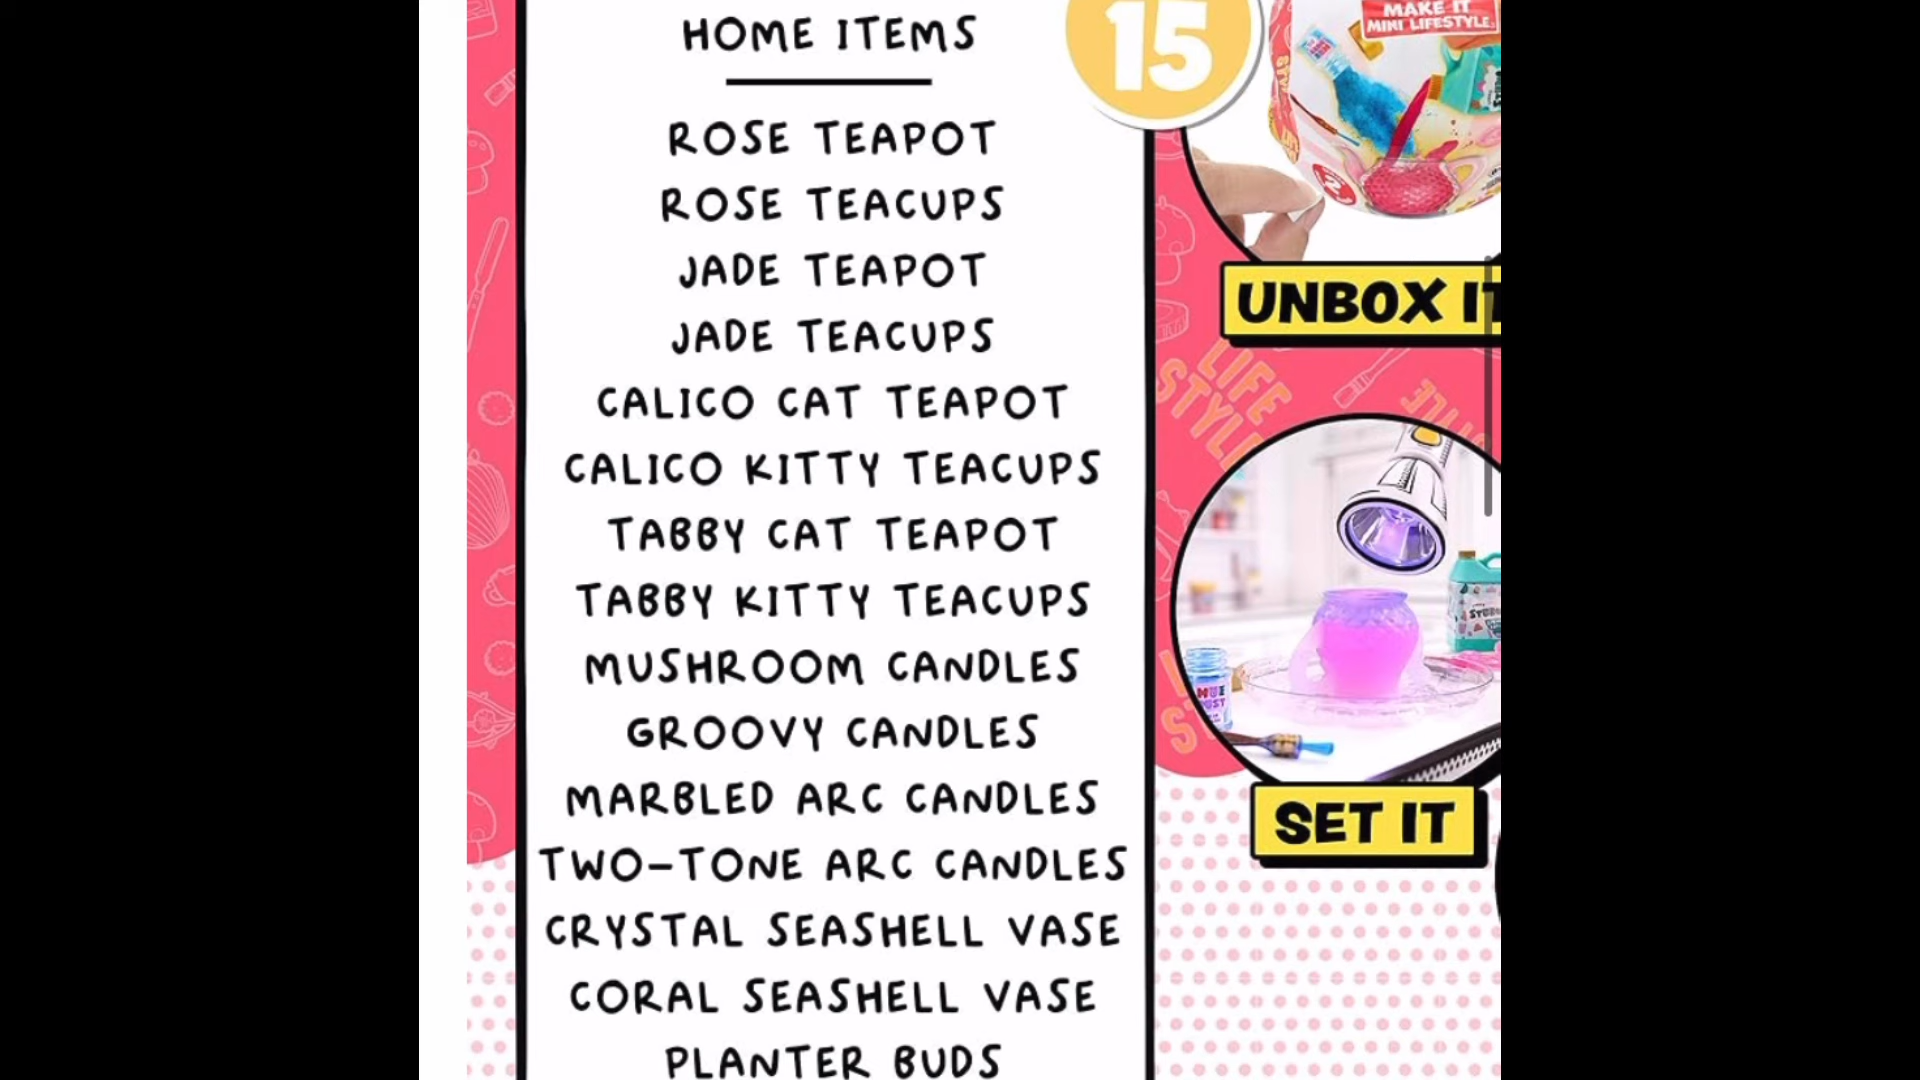 HOME ITEMS
ROSE TEAPOT
ROSE TEACUPS
JADE TEAPOT
JADE TEACUPS
CALICO CAT TEAPOT
CALICO KITTY TEACUPS
TABBY CAT TEAPOT
TABBY KITTY TEACUPS
MUSHROOM CANDLES
GROOVY CANDLES
MARBLED ARC CANDLES
TWO-TONE ARC CANDLES
CRYSTAL SEASHELL VASE
CORAL SEASHELL VASE
PLANTER BUDS
15
MAKE IT
MINI LIFESTYLE
UNBOX IT
LIFE
STYLE
SET IT